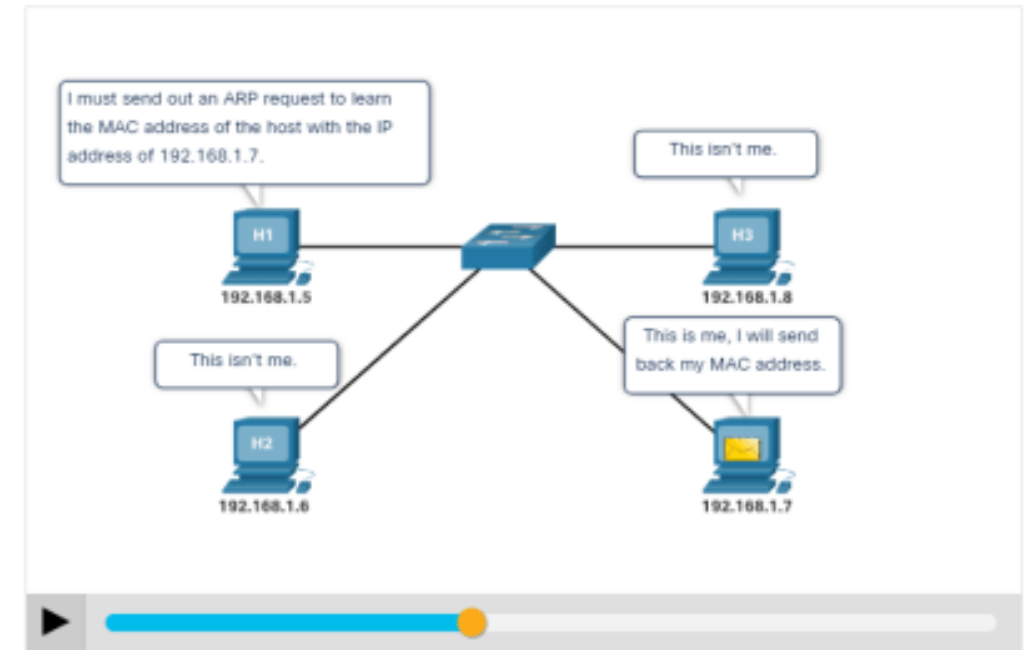 I must send out an ARP request to learn
the MAC address of the host with the IP
address of 192.168.1.7.
This isn't me.
H1
H3
192.168.1.5
192.168.1.8
This isn't me.
This is me, I will send
back my MAC address.
H2
192.168.1.6
192.168.1.7